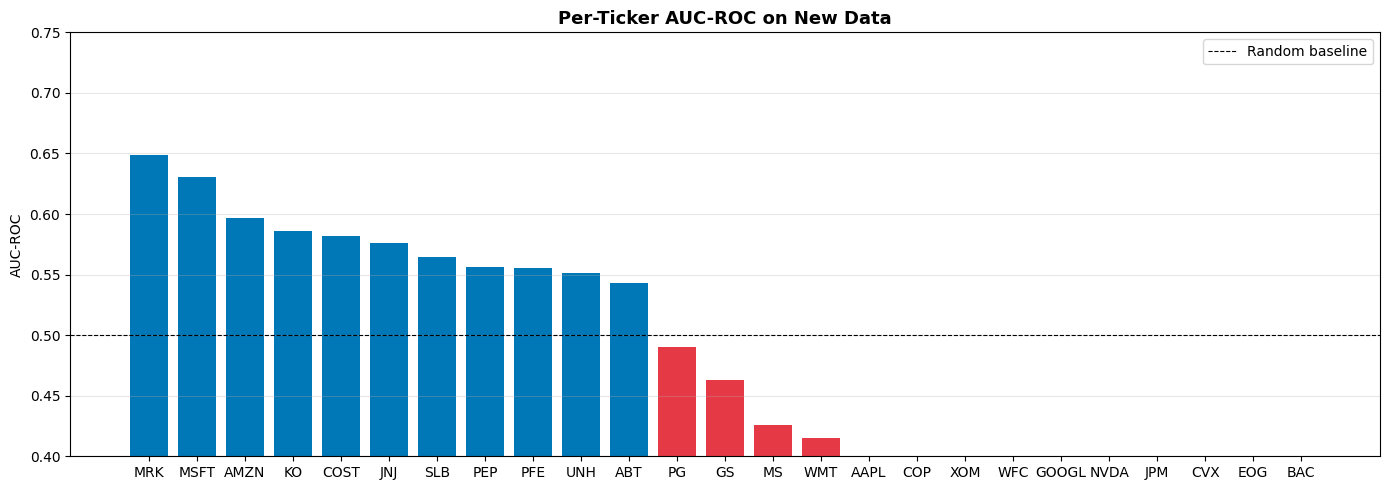 Per-Ticker AUC-ROC on New Data
0.75
Random baseline
0.70
0.65
0.60
0.55
0.50
0.45
0.40
AUC-ROC
MRK MSFT AMZN KO COST JNJ SLB PEP PFE UNH ABT PG GS MS WMT AAPL COP XOM WFC GOOGL NVDA JPM CVX EOG BAC